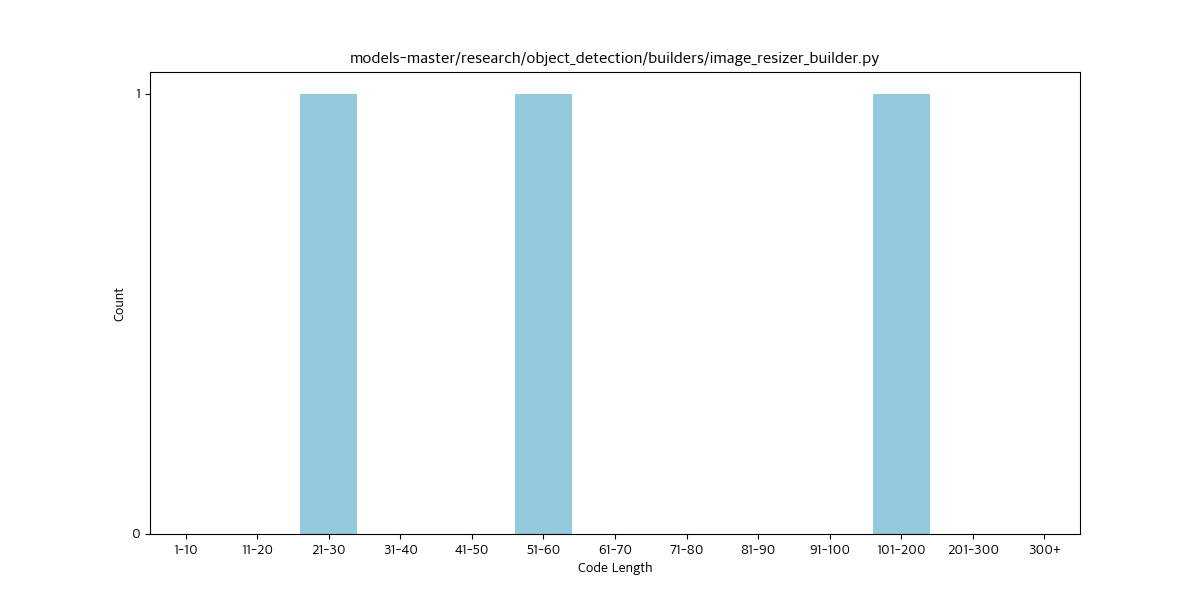 models-master/research/object_detection/builders/image_resizer_builder.py
1
Count
0
1-10 11-20 21-30 31-40 41-50 51-60 61-70 71-80 81-90 91-100 101-200 201-300 300+
Code Length